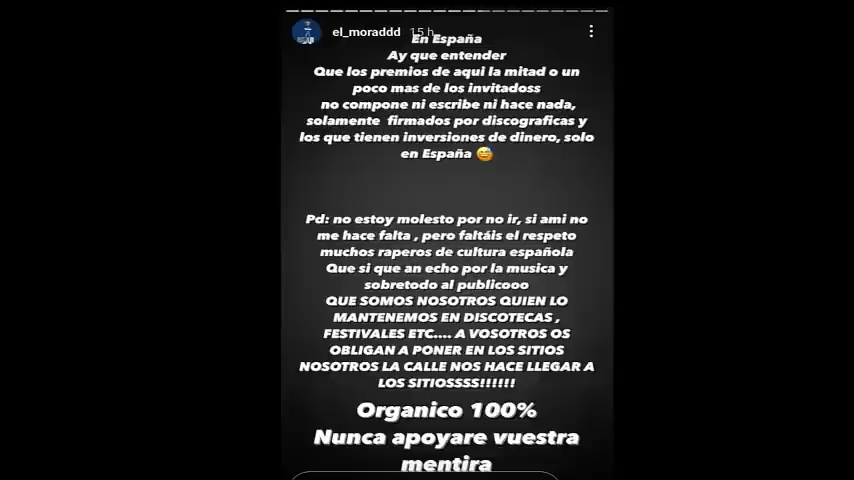 el_moraddd 15 h
En España
Ay que entender
Que los premios de aqui la mitad o un
poco mas de los invitadoss
no compone ni escribe ni hace nada,
solamente firmados por discograficas y
los que tienen inversiones de dinero, solo
en España 😅
Pd: no estoy molesto por no ir, si ami no
me hace falta , pero faltáis el respeto
muchos raperos de cultura española
Que si que an echo por la musica y
sobretodo al publicooo
QUE SOMOS NOSOTROS QUIEN LO
MANTENEMOS EN DISCOTECAS ,
FESTIVALES ETC.... A VOSOTROS OS
OBLIGAN A PONER EN LOS SITIOS
NOSOTROS LA CALLE NOS HACE LLEGAR A
LOS SITIOSSSS!!!!!!
Organico 100%
Nunca apoyare vuestra
mentira